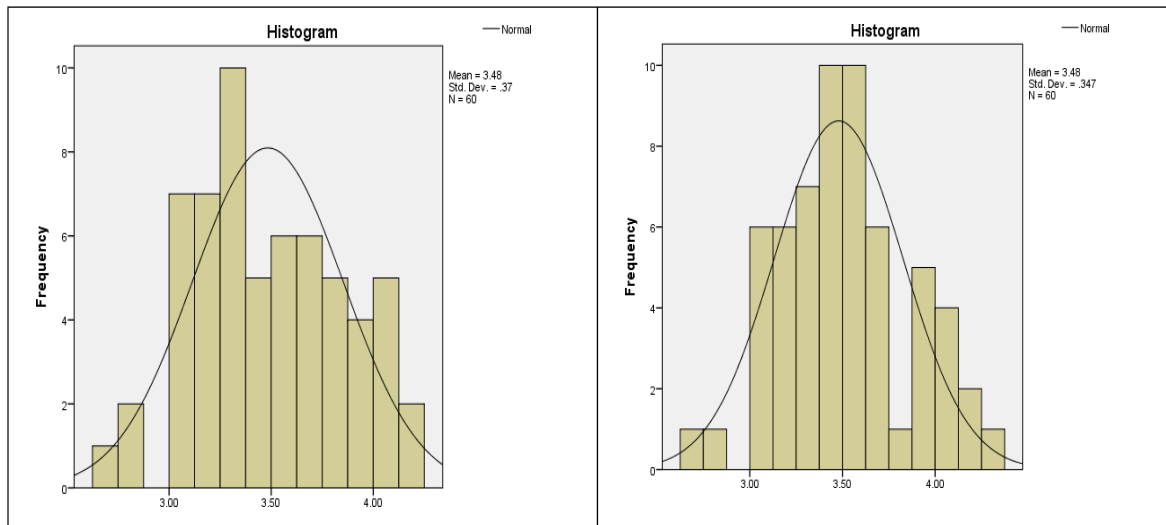 Histogram
Normal
Mean = 3.48
Std. Dev. = .37
N = 60
10
8
6
4
2
0
Frequency
3.00 3.50 4.00
Histogram
Normal
Mean = 3.48
Std. Dev. = .347
N = 60
10
8
6
4
2
0
Frequency
3.00 3.50 4.00